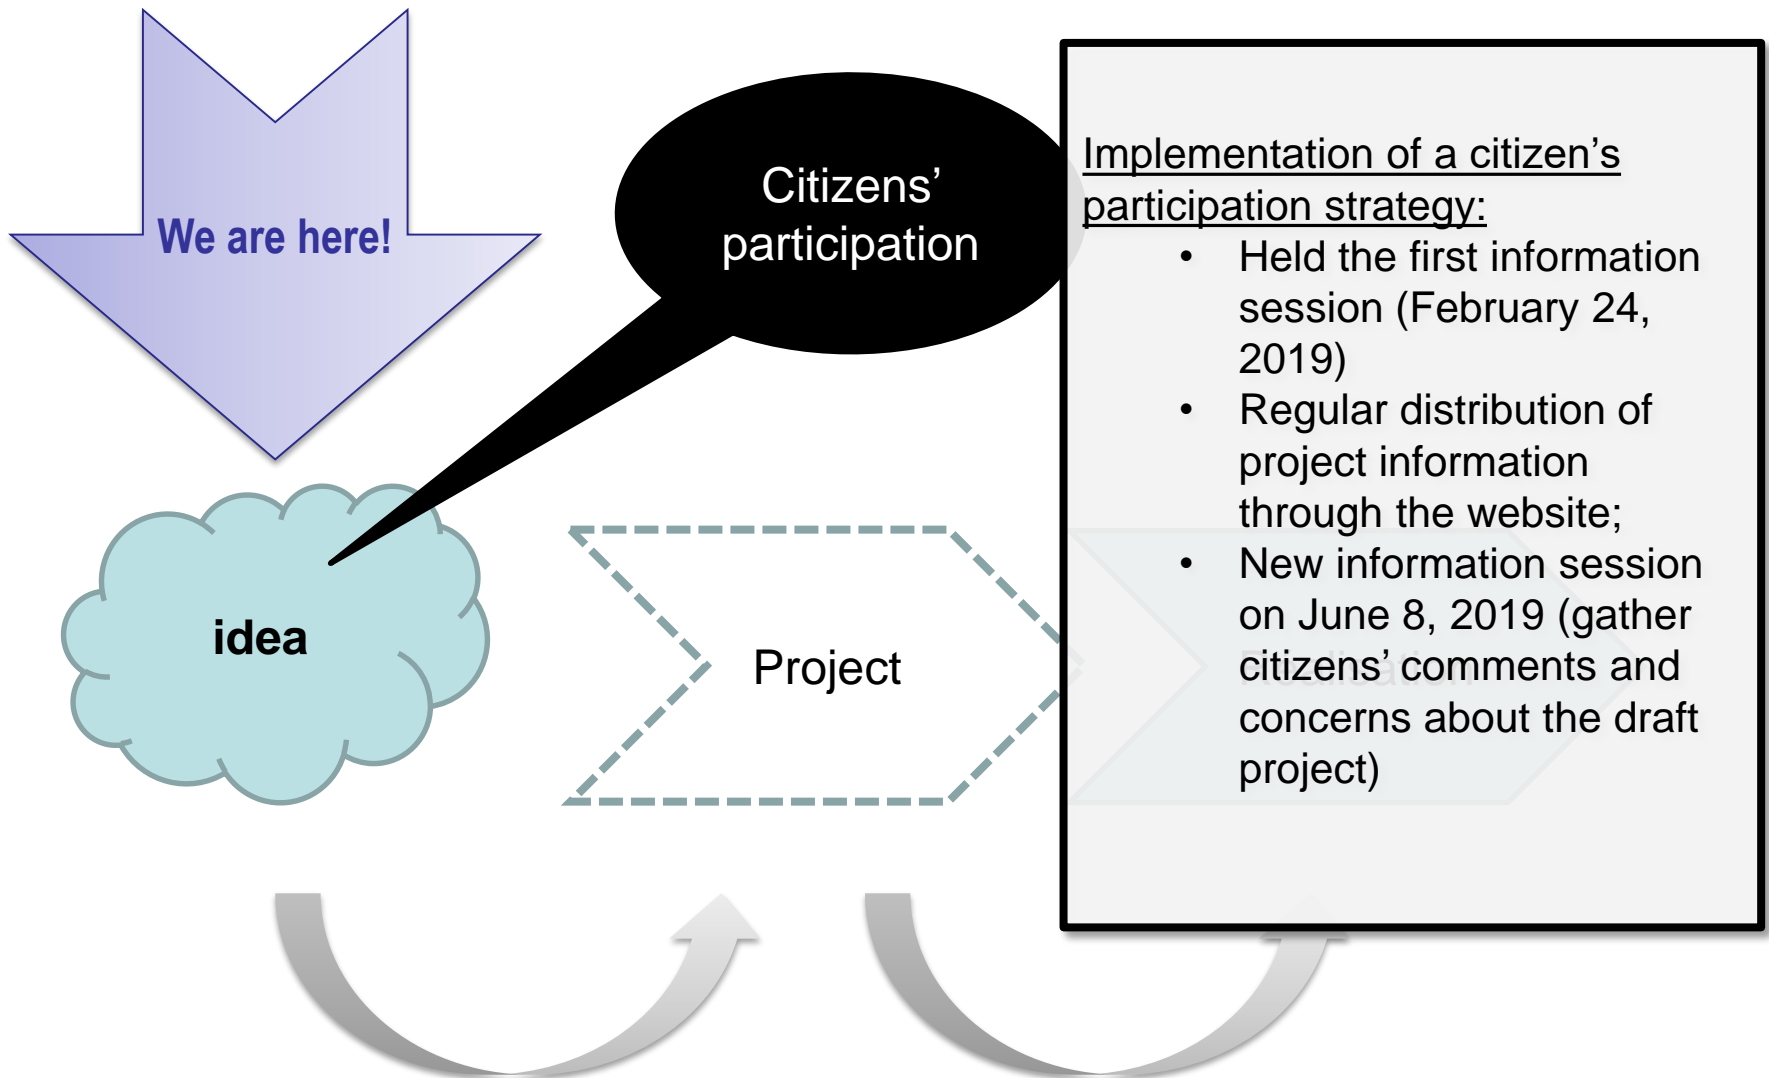 We are here!
Citizens’
participation
idea
Project
Implementation of a citizen’s
participation strategy:
• Held the first information
session (February 24,
2019)
• Regular distribution of
project information
through the website;
• New information session
on June 8, 2019 (gather
citizens’ comments and
concerns about the draft
project)
Realisation